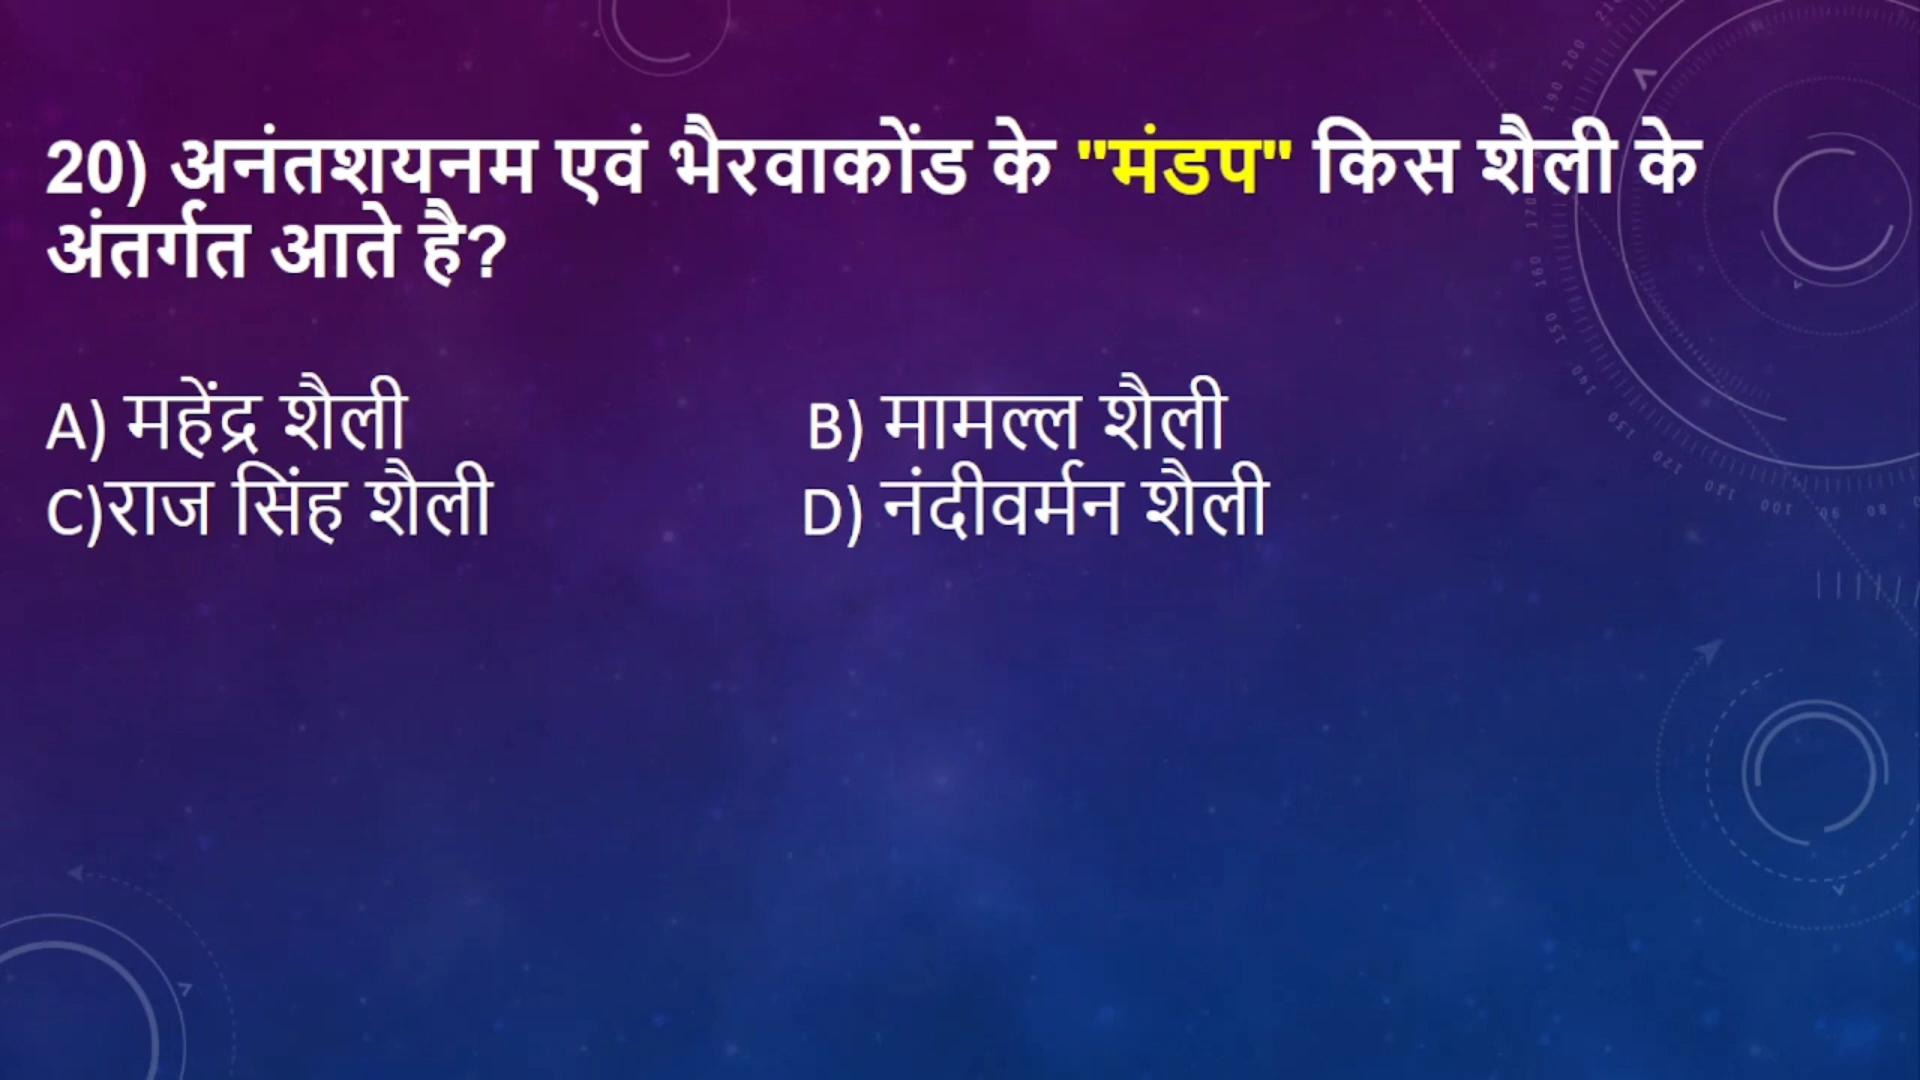 20) अनंतशयनम एवं भैरवाकोंड के "मंडप" किस शैली के
अंतर्गत आते है?
A) महेंद्र शैली B) मामल्ल शैली
C)राज सिंह शैली D) नंदीवर्मन शैली